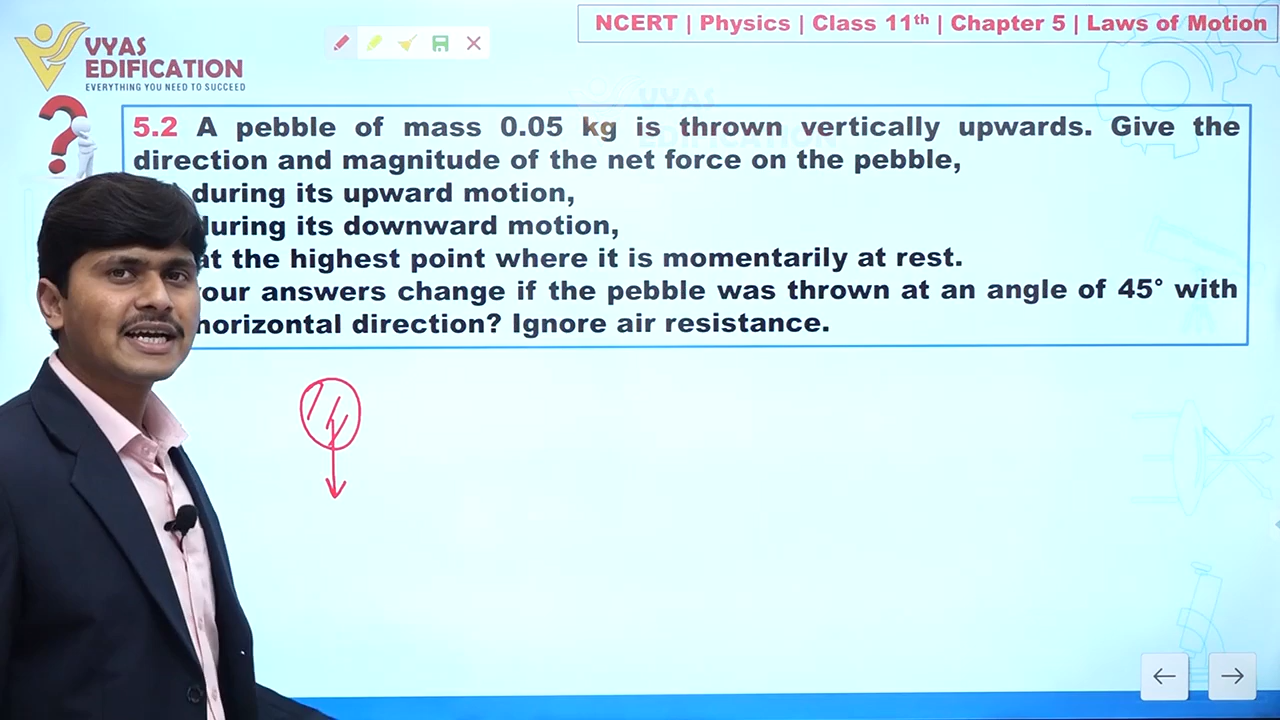 NCERT | Physics | Class 11th | Chapter 5 | Laws of Motion
VYAS
EDIFICATION
EVERYTHING YOU NEED TO SUCCEED
5.2 A pebble of mass 0.05 kg is thrown vertically upwards. Give the
direction and magnitude of the net force on the pebble,
during its upward motion,
during its downward motion,
at the highest point where it is momentarily at rest.
your answers change if the pebble was thrown at an angle of 45° with
horizontal direction? Ignore air resistance.
VYAS
EDIFICATION